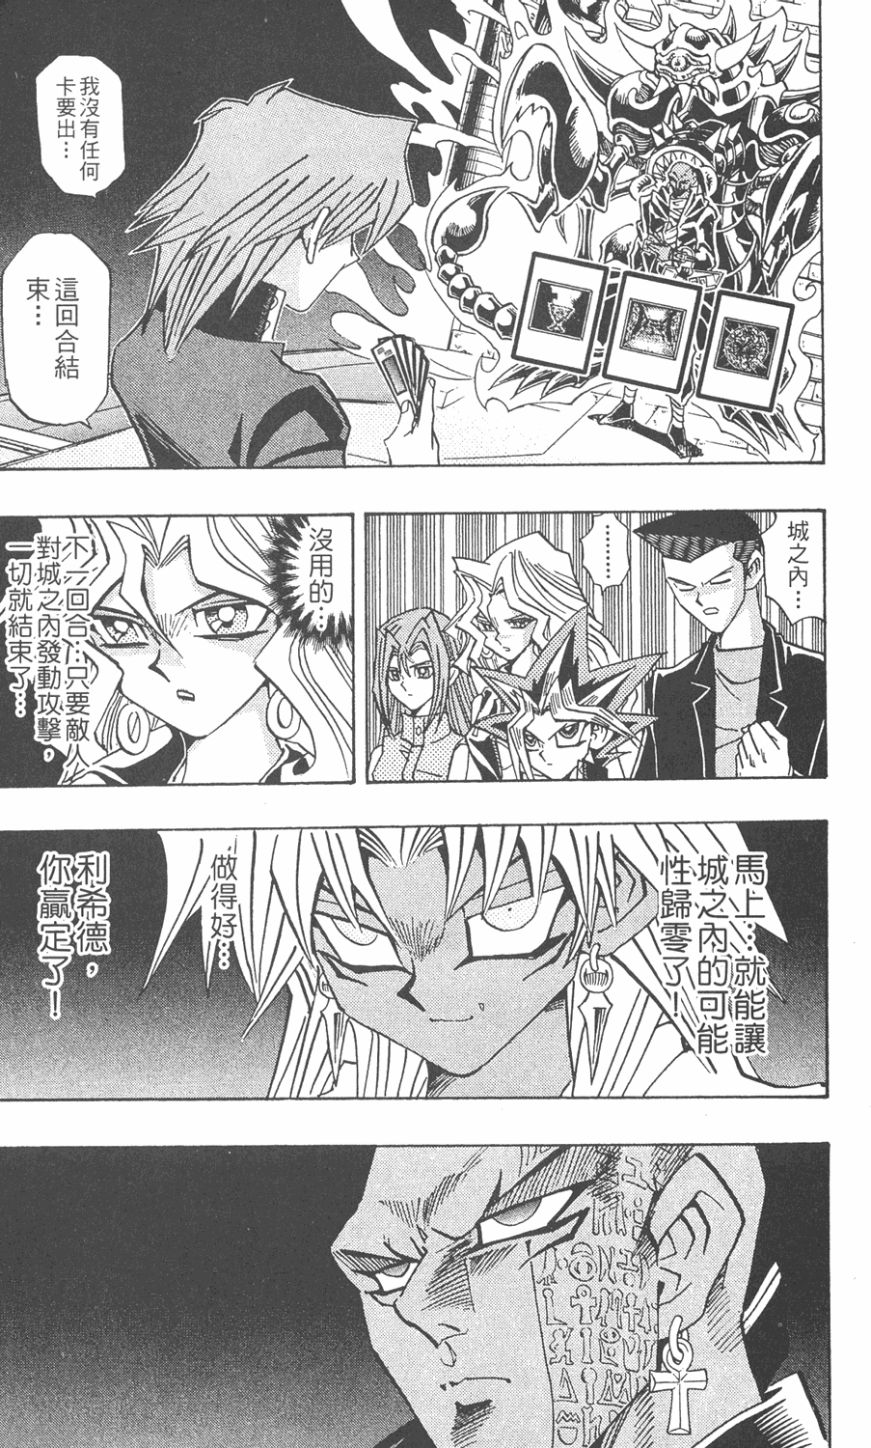 我沒有任何
卡要出…
這回合結
束…
城之內…
……
……
沒用的…
下一回合…只要敵人
對城之內發動攻擊，
一切就結束了…
馬上…就能讓
城之內的可能
性歸零了！
做得好…
利希德，
你贏定了！